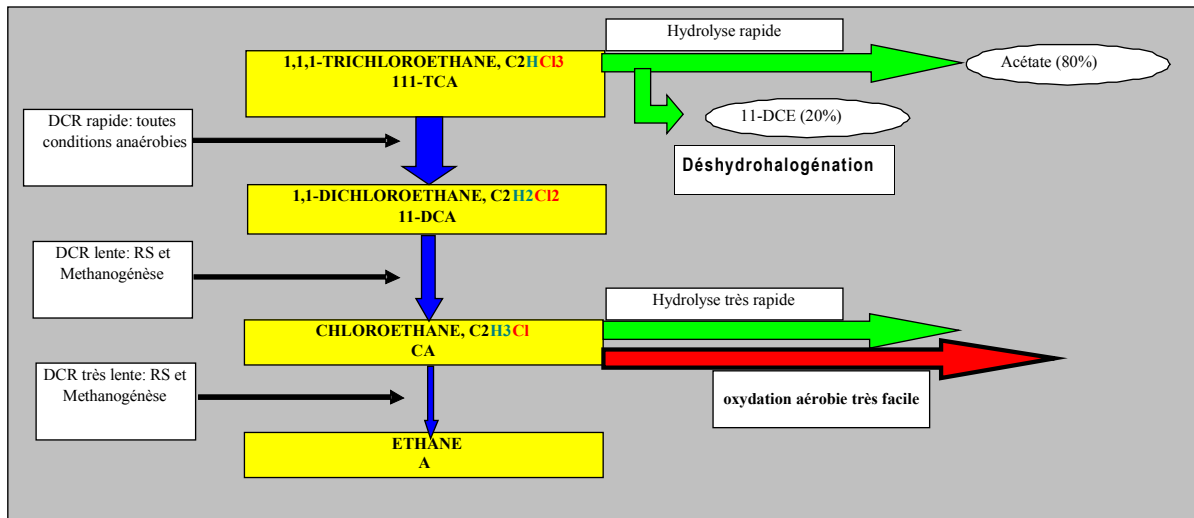 Hydrolyse rapide
1,1,1-TRICHLOROETHANE, C2HCl3
111-TCA
Acétate (80%)
11-DCE (20%)
Déshydrohalogénation
DCR rapide: toutes
conditions anaérobies
1,1-DICHLOROETHANE, C2H2Cl2
11-DCA
DCR lente: RS et
Methanogénèse
Hydrolyse très rapide
CHLOROETHANE, C2H3Cl
CA
DCR très lente: RS et
Methanogénèse
oxydation aérobie très facile
ETHANE
A